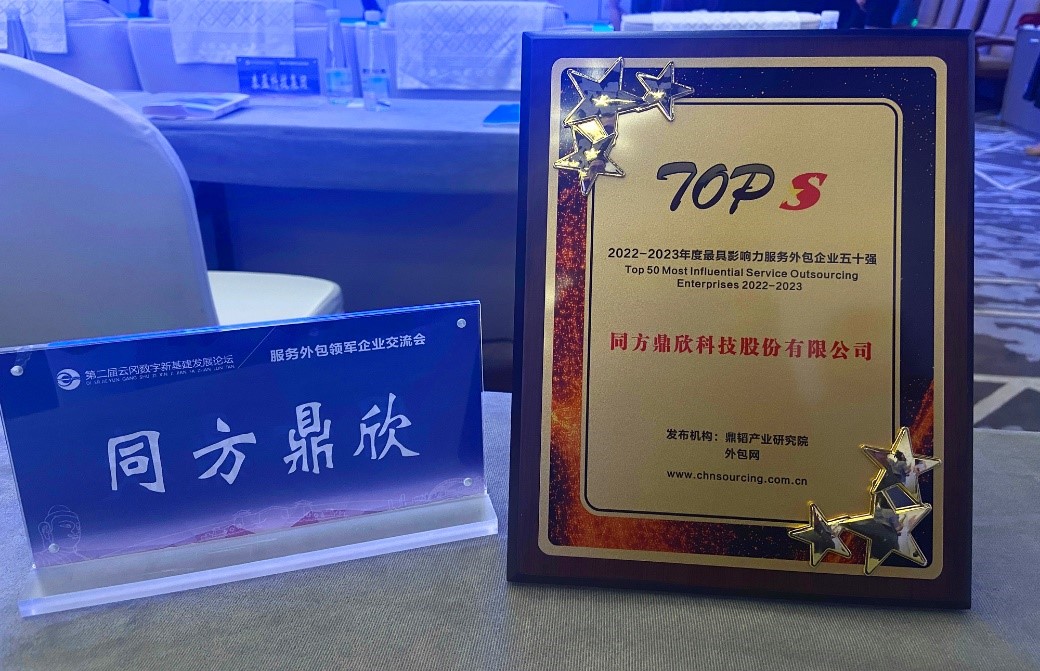 第二届云冈数字新基建发展论坛
服务外包领军企业交流会
同方鼎欣
TOP S
2022-2023年度最具影响力服务外包企业五十强
Top 50 Most Influential Service Outsourcing
Enterprises 2022-2023
同方鼎欣科技股份有限公司
发布机构：鼎韬产业研究院
外包网
www.chnsourcing.com.cn